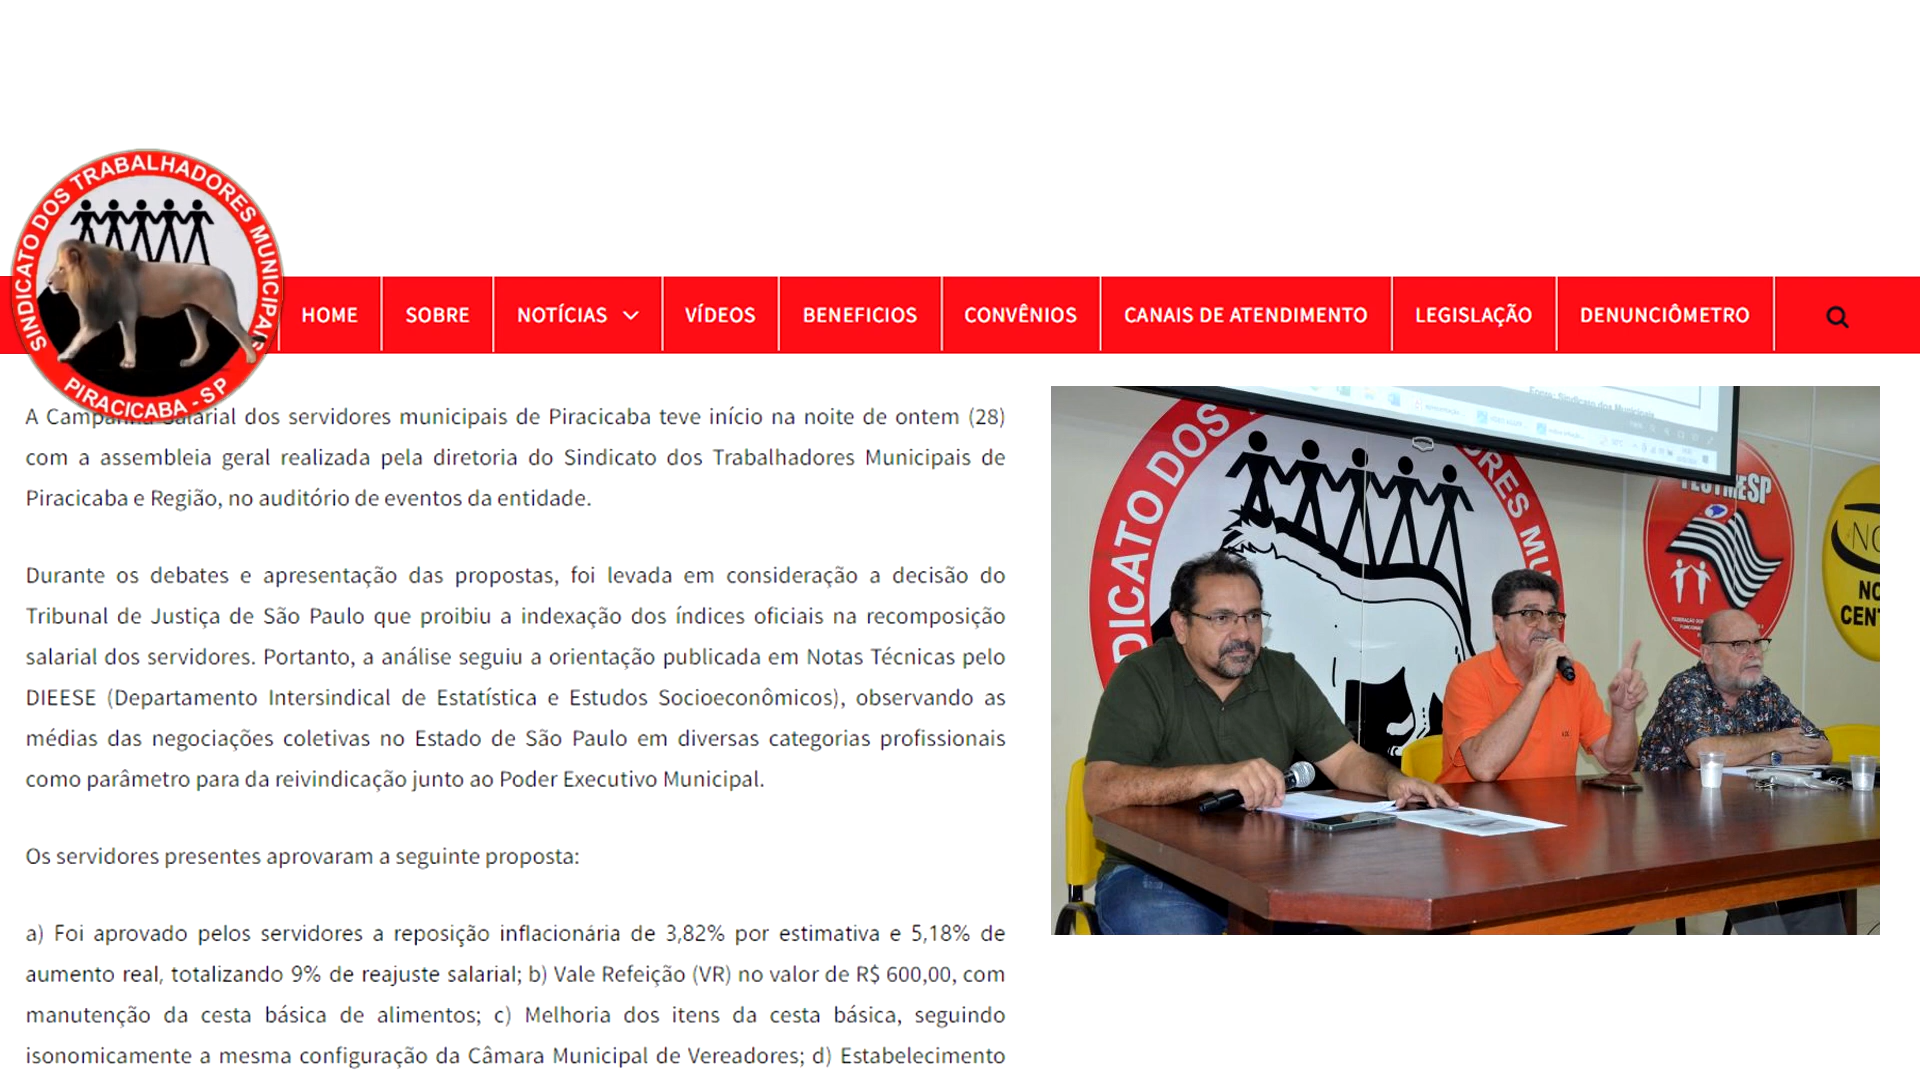 SINDICATO DOS TRABALHADORES MUNICIPAIS
PIRACICABA - SP
HOME
SOBRE
NOTÍCIAS
VÍDEOS
BENEFICIOS
CONVÊNIOS
CANAIS DE ATENDIMENTO
LEGISLAÇÃO
DENUNCIÔMETRO
A Campanha Salarial dos servidores municipais de Piracicaba teve início na noite de ontem (28)
com a assembleia geral realizada pela diretoria do Sindicato dos Trabalhadores Municipais de
Piracicaba e Região, no auditório de eventos da entidade.
Durante os debates e apresentação das propostas, foi levada em consideração a decisão do
Tribunal de Justiça de São Paulo que proibiu a indexação dos índices oficiais na recomposição
salarial dos servidores. Portanto, a análise seguiu a orientação publicada em Notas Técnicas pelo
DIEESE (Departamento Intersindical de Estatística e Estudos Socioeconômicos), observando as
médias das negociações coletivas no Estado de São Paulo em diversas categorias profissionais
como parâmetro para da reivindicação junto ao Poder Executivo Municipal.
Os servidores presentes aprovaram a seguinte proposta:
a) Foi aprovado pelos servidores a reposição inflacionária de 3,82% por estimativa e 5,18% de
aumento real, totalizando 9% de reajuste salarial; b) Vale Refeição (VR) no valor de R$ 600,00, com
manutenção da cesta básica de alimentos; c) Melhoria dos itens da cesta básica, seguindo
isonomicamente a mesma configuração da Câmara Municipal de Vereadores; d) Estabelecimento
DICATO DOS
ORES MU
NO
CENT